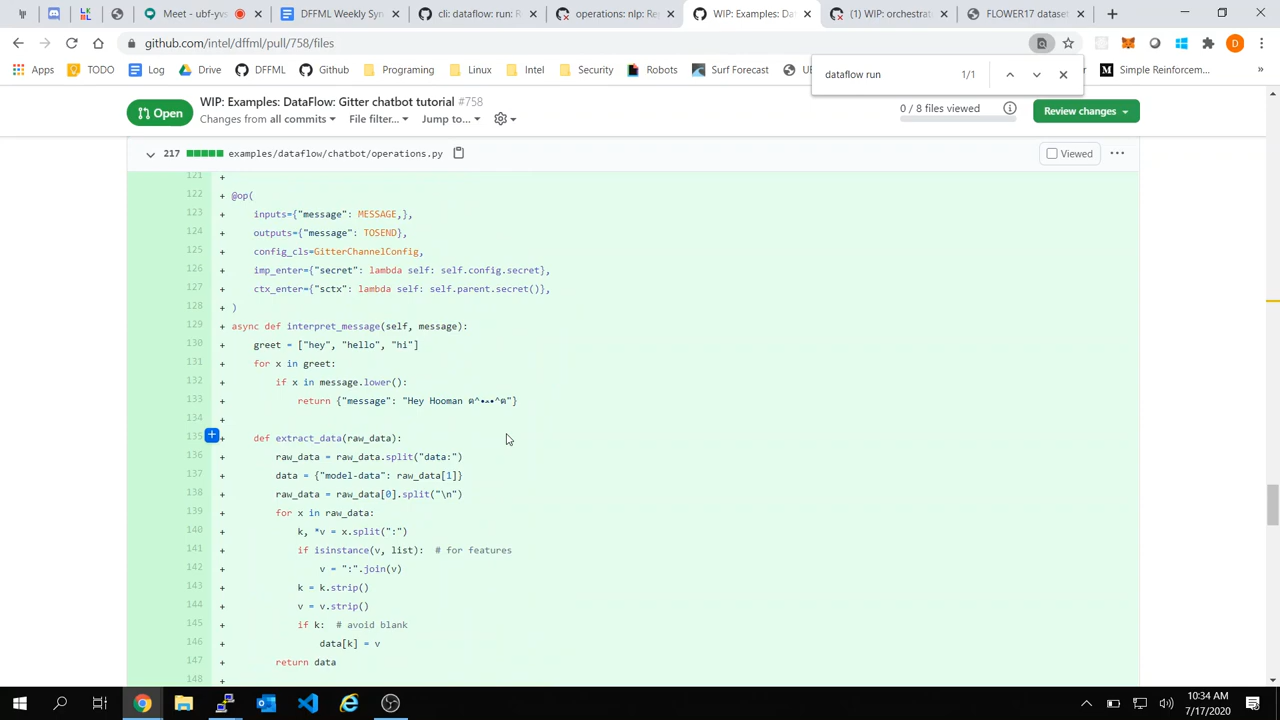 Meet - ubf-yvs
DFFML Weekly Syn
cli: dataflow: run: R
operations: nlp: Re
WIP: Examples: Da
(1) WIP: orchestrat
FLOWER17 dataset
github.com/intel/dffml/pull/758/files
D
Apps
TODO
Log
Drive
DFFML
Github
Programing
Linux
Intel
Security
Robots
Surf Forecast
M
Simple Reinforcem...
»
dataflow run
1/1
Open
WIP: Examples: DataFlow: Gitter chatbot tutorial #758
Changes from all commits
File filter...
Jump to...
0 / 8 files viewed
Review changes
217
examples/dataflow/chatbot/operations.py
Viewed
121 +
122 + @op(
123 + inputs={"message": MESSAGE,},
124 + outputs={"message": TOSEND},
125 + config_cls=GitterChannelConfig,
126 + imp_enter={"secret": lambda self: self.config.secret},
127 + ctx_enter={"sctx": lambda self: self.parent.secret()},
128 + )
129 + async def interpret_message(self, message):
130 + greet = ["hey", "hello", "hi"]
131 + for x in greet:
132 + if x in message.lower():
133 + return {"message": "Hey Hooman ฅ^•ﻌ•^ฅ"}
134 +
135 + def extract_data(raw_data):
136 + raw_data = raw_data.split("data:")
137 + data = {"model-data": raw_data[1]}
138 + raw_data = raw_data[0].split("\n")
139 + for x in raw_data:
140 + k, *v = x.split(":")
141 + if isinstance(v, list):  # for features
142 + v = ":".join(v)
143 + k = k.strip()
144 + v = v.strip()
145 + if k:  # avoid blank
146 + data[k] = v
147 + return data
148 +
10:34 AM
7/17/2020